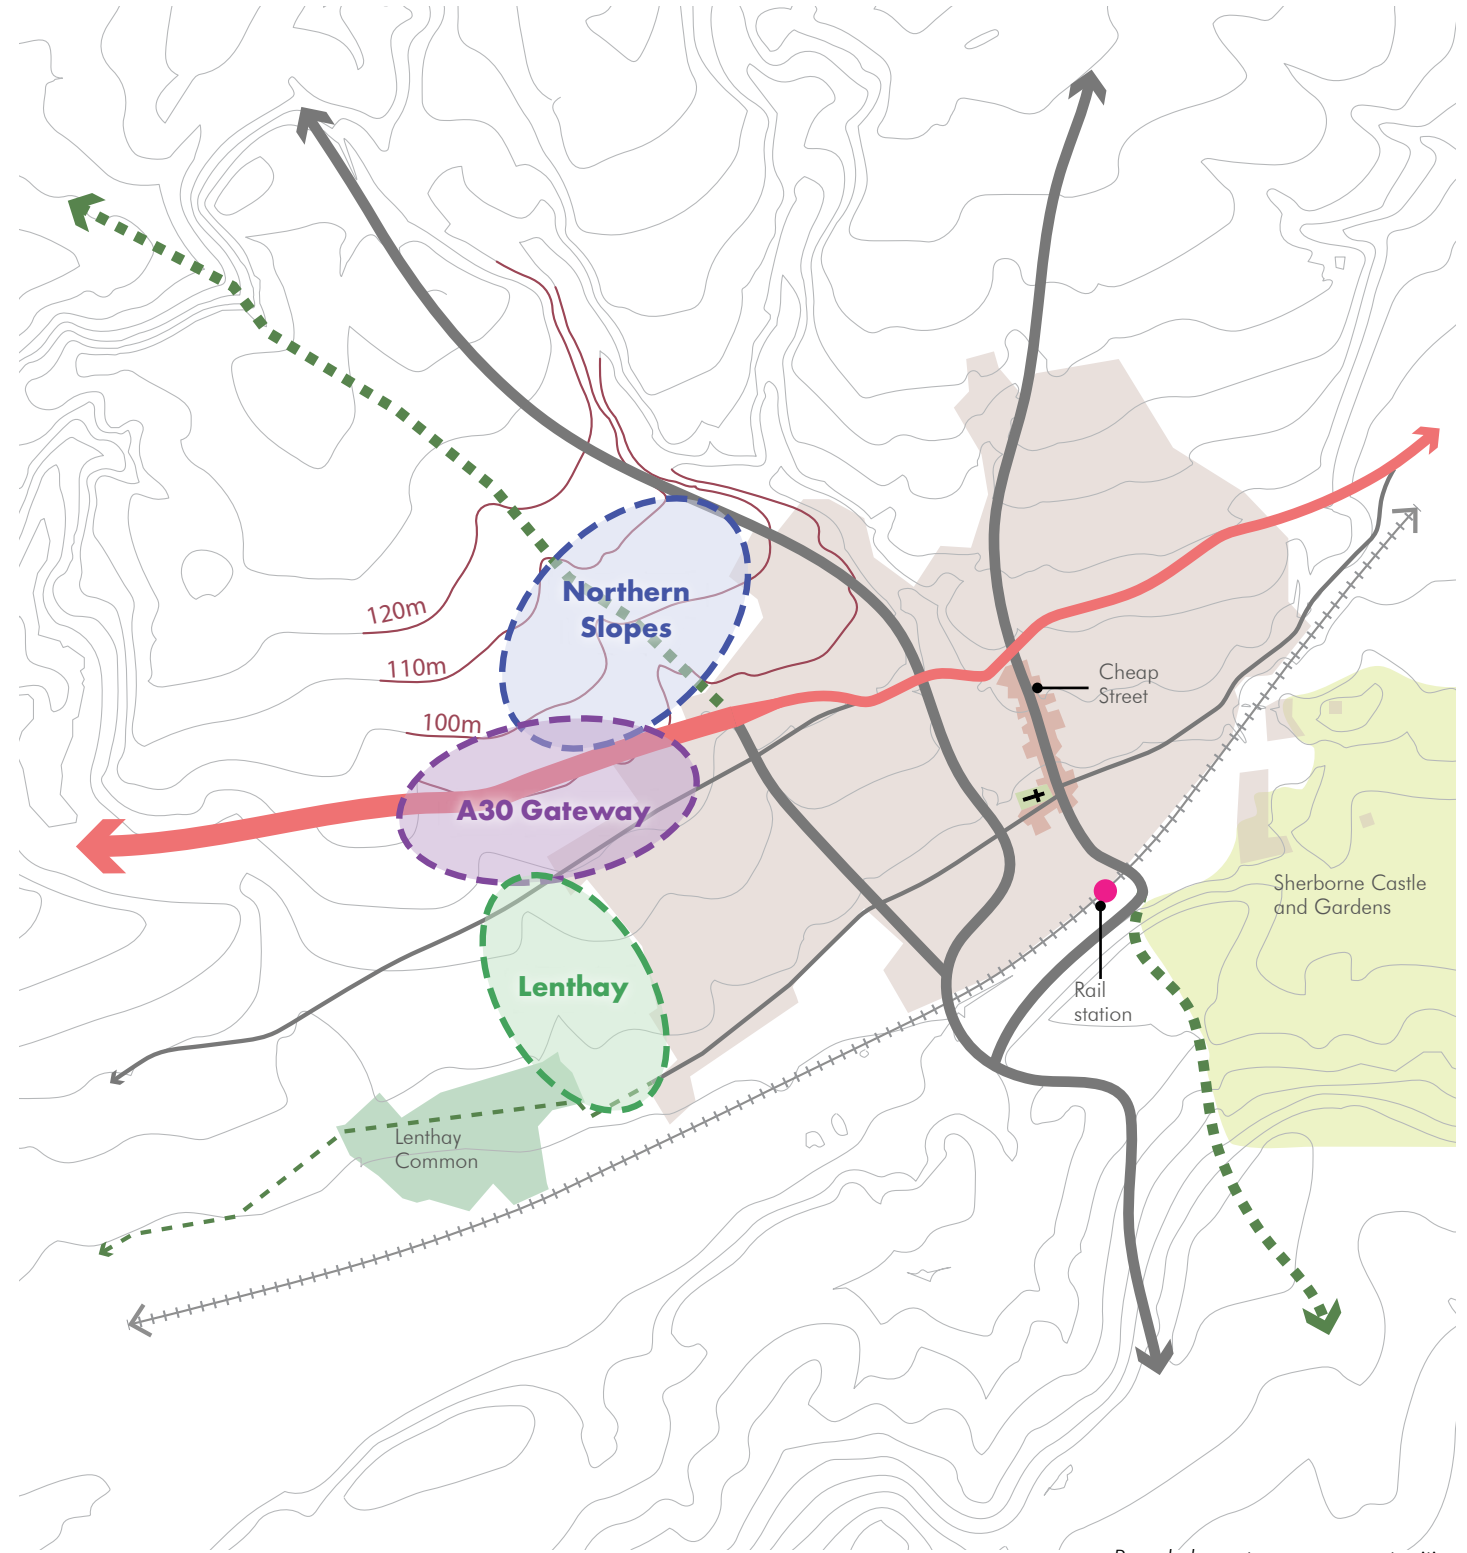 Northern
Slopes
120m
110m
100m
Cheap
Street
A30 Gateway
Sherborne Castle
and Gardens
Lenthay
Rail
station
Lenthay
Common